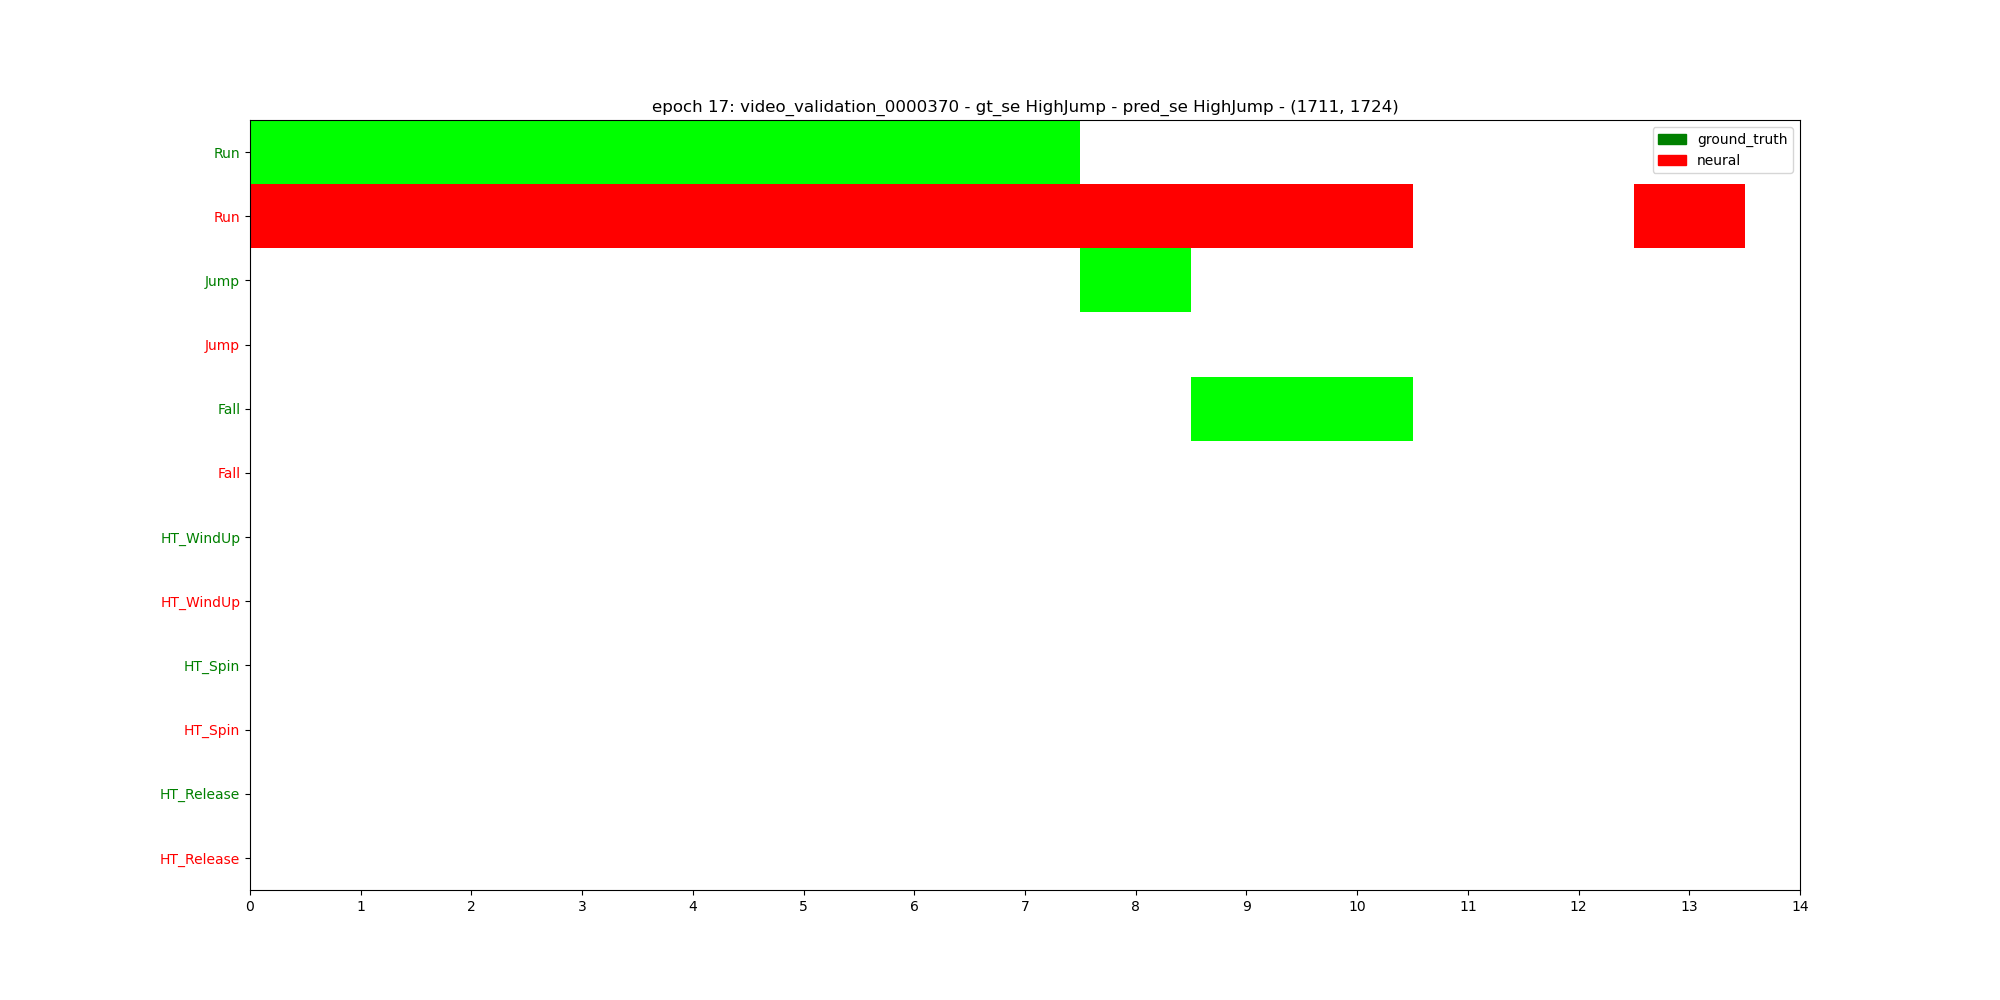 epoch 17: video_validation_0000370 - gt_se HighJump - pred_se HighJump - (1711, 1724)
ground_truth
neural
Run
Run
Jump
Jump
Fall
Fall
HT_WindUp
HT_WindUp
HT_Spin
HT_Spin
HT_Release
HT_Release
0 1 2 3 4 5 6 7 8 9 10 11 12 13 14